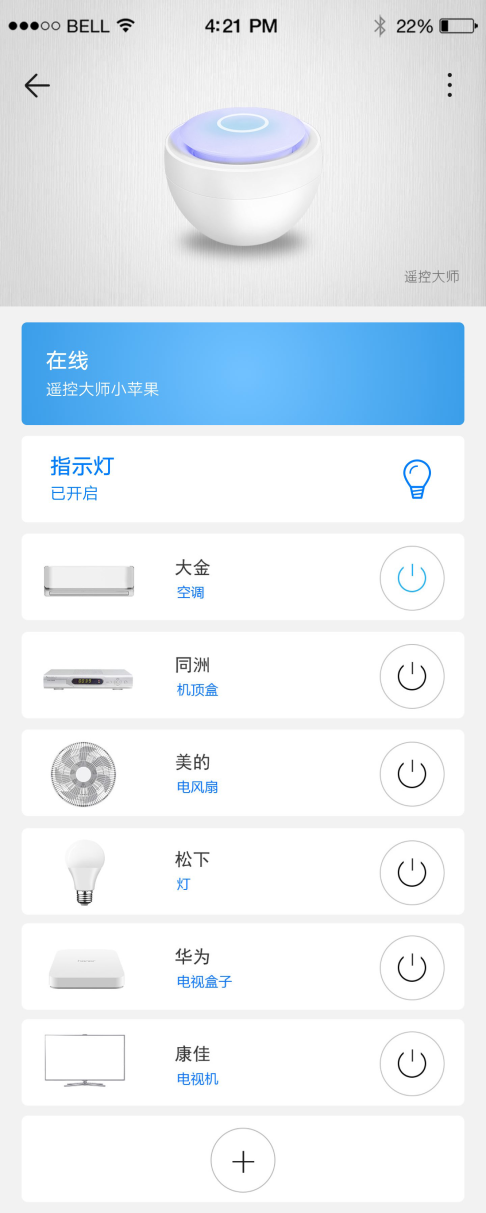 BELL 4:21 PM 22%
遥控大师
在线
遥控大师小苹果
指示灯
已开启
大金
空调
同洲
机顶盒
美的
电风扇
松下
灯
华为
电视盒子
康佳
电视机